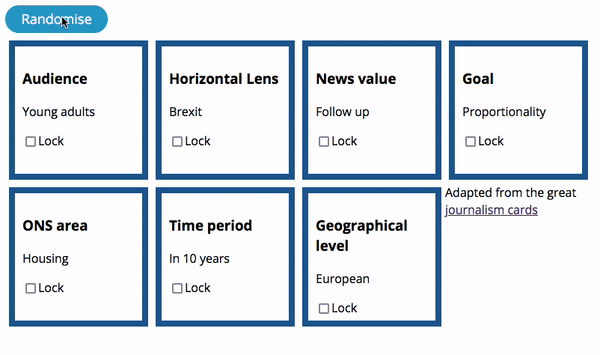 Randomise
Audience
Young adults
Lock
Horizontal Lens
Brexit
Lock
News value
Follow up
Lock
Goal
Proportionality
Lock
ONS area
Housing
Lock
Time period
In 10 years
Lock
Geographical
level
European
Lock
Adapted from the great
journalism cards